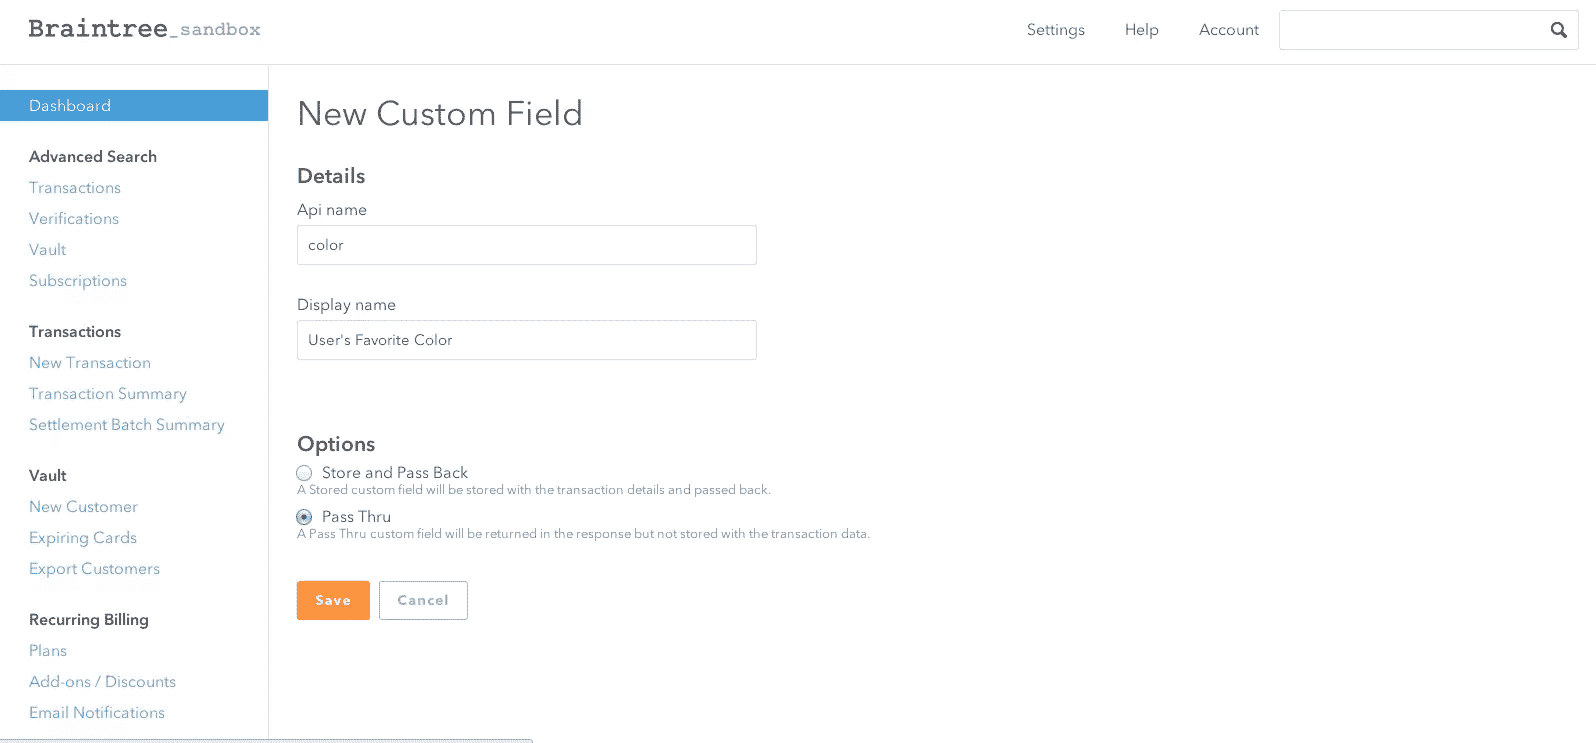 Braintree_sandbox
Settings Help Account
Dashboard
Advanced Search
Transactions
Verifications
Vault
Subscriptions
Transactions
New Transaction
Transaction Summary
Settlement Batch Summary
Vault
New Customer
Expiring Cards
Export Customers
Recurring Billing
Plans
Add-ons / Discounts
Email Notifications
New Custom Field
Details
Api name
color
Display name
User's Favorite Color
Options
Store and Pass Back
A Stored custom field will be stored with the transaction details and passed back.
Pass Thru
A Pass Thru custom field will be returned in the response but not stored with the transaction data.
Save Cancel